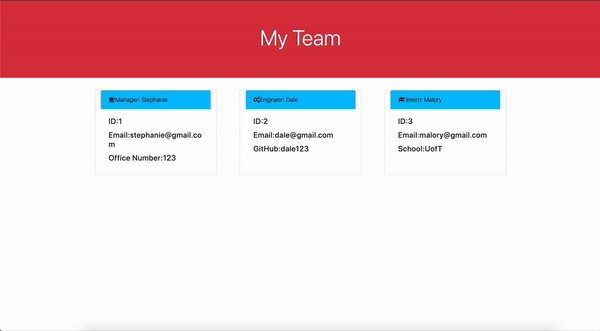 My Team
Manager: Stephanie
ID:1
Email:stephanie@gmail.co
m
Office Number:123
Engineer: Dale
ID:2
Email:dale@gmail.com
GitHub:dale123
Intern: Malory
ID:3
Email:malory@gmail.com
School:UofT